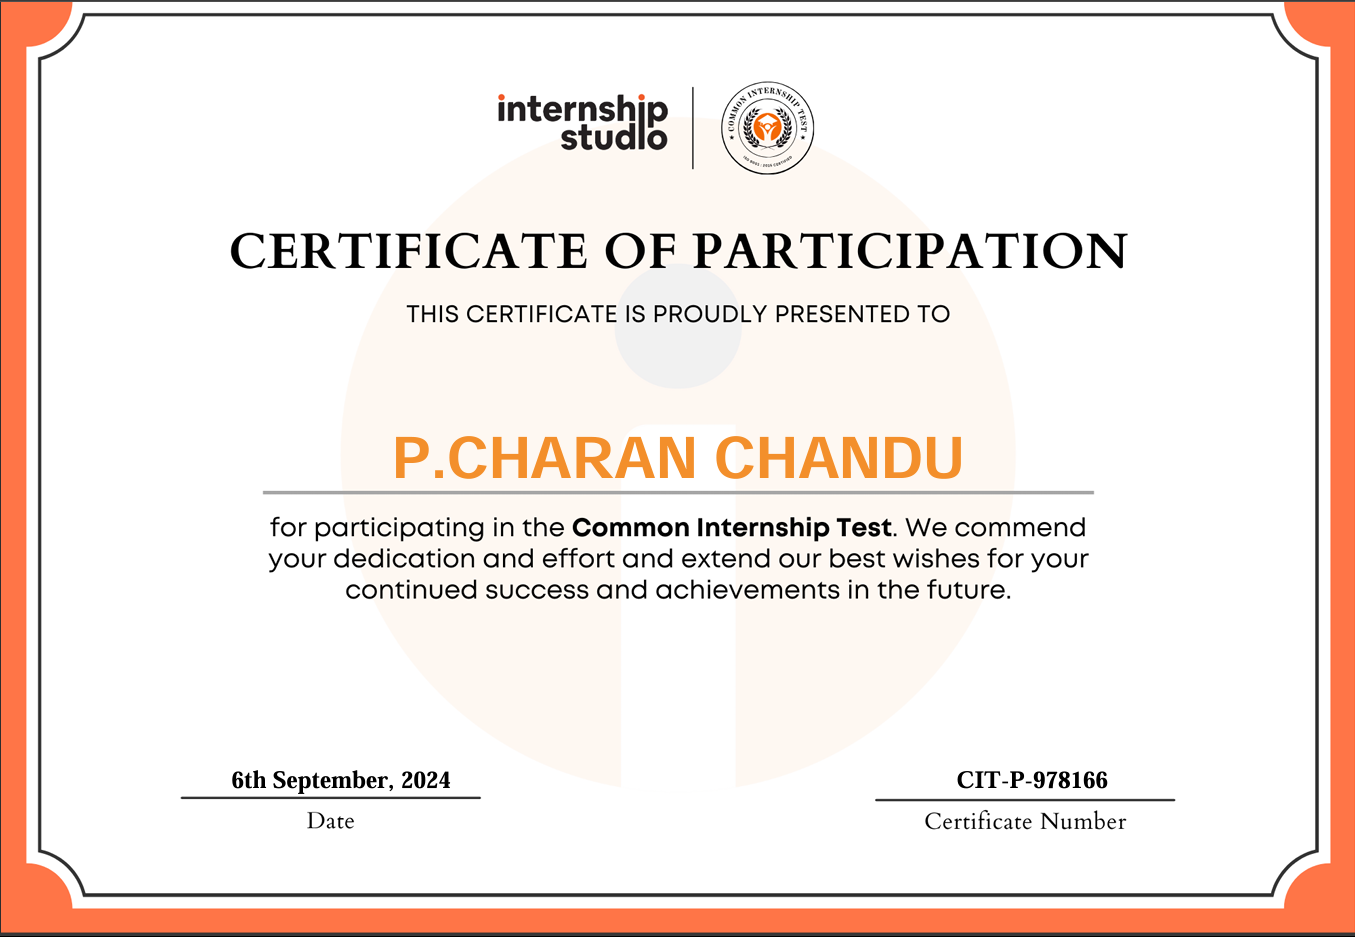 internship
studio
COMMON INTERNSHIP TEST
CERTIFICATE OF PARTICIPATION
THIS CERTIFICATE IS PROUDLY PRESENTED TO
P.CHARAN CHANDU
for participating in the Common Internship Test. We commend
your dedication and effort and extend our best wishes for your
continued success and achievements in the future.
6th September, 2024
Date
CIT-P-978166
Certificate Number